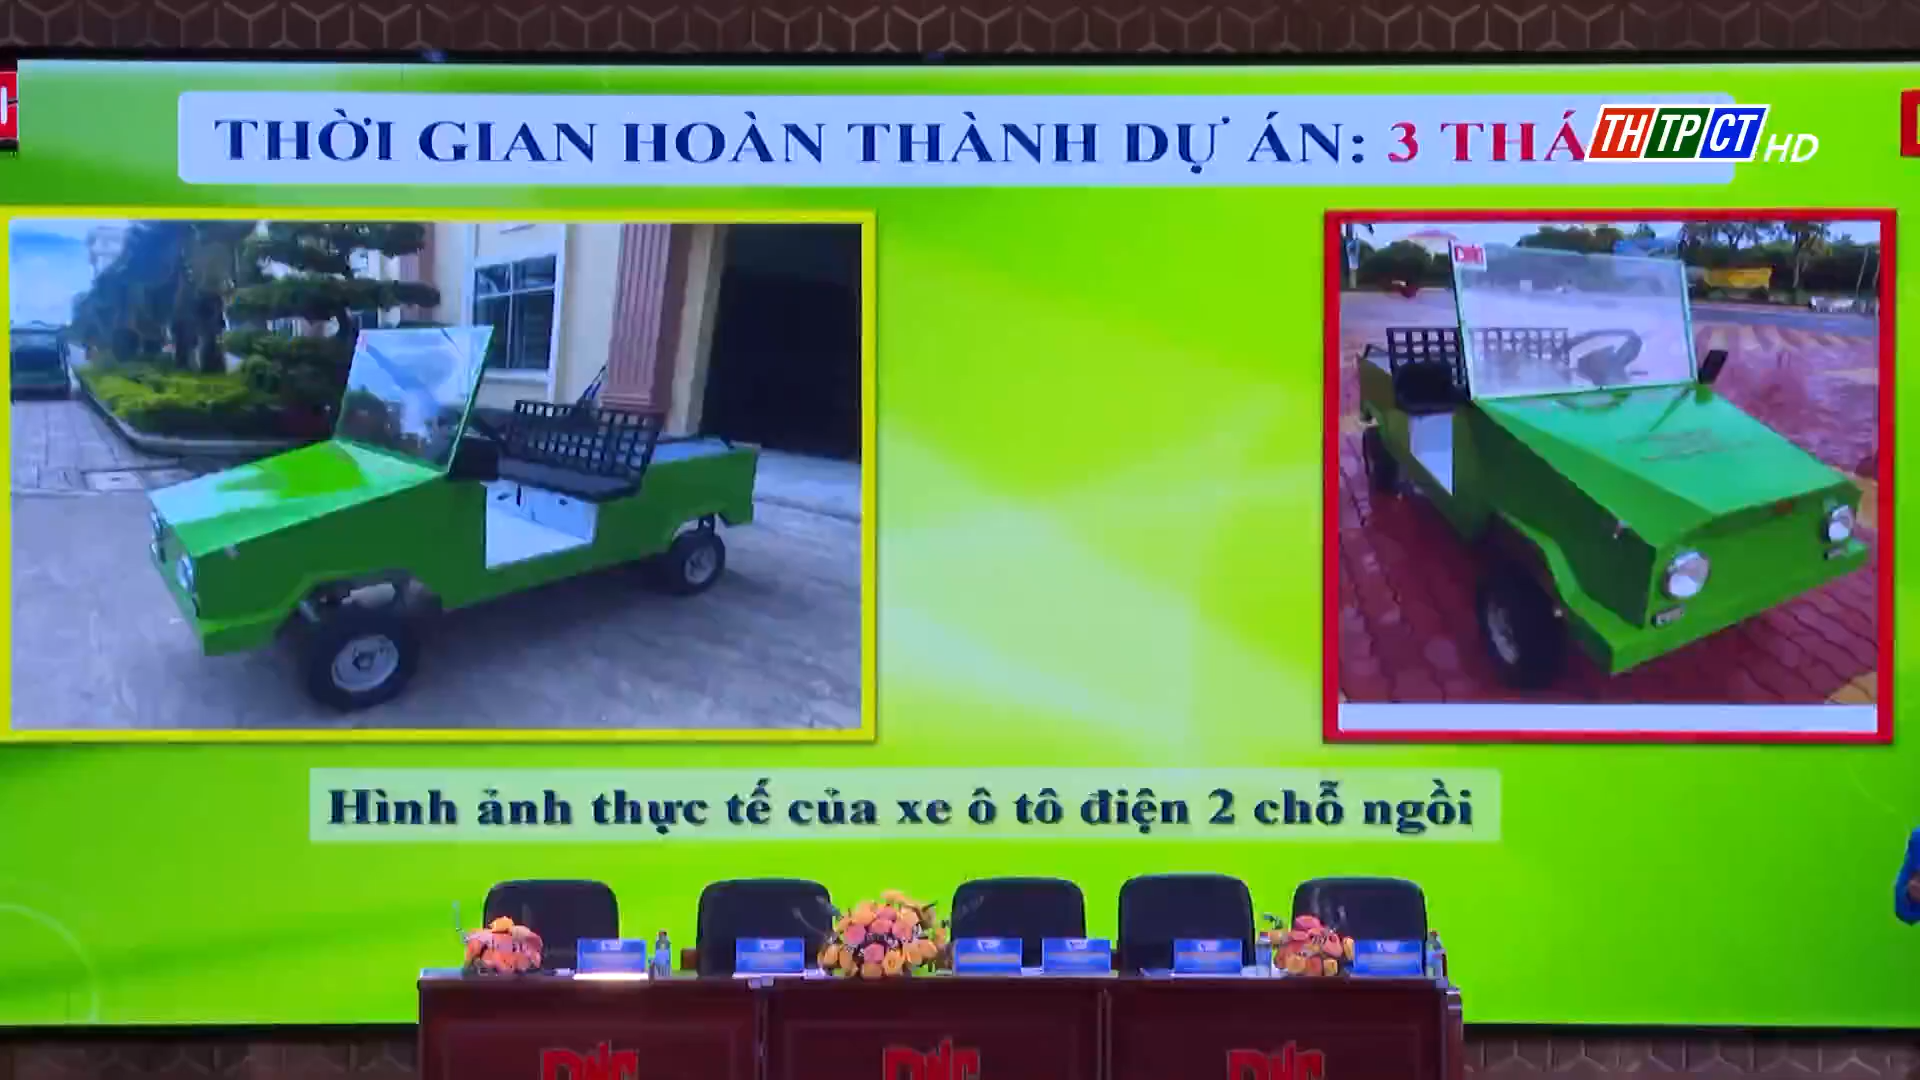 THỜI GIAN HOÀN THÀNH DỰ ÁN: 3 THÁ
THTPCT HD
Hình ảnh thực tế của xe ô tô điện 2 chỗ ngồi